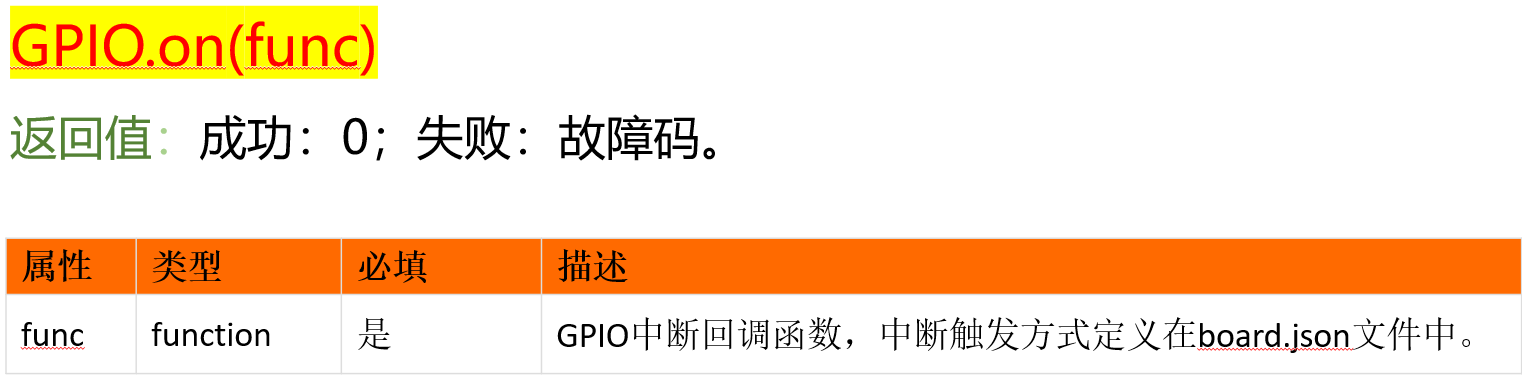 GPIO.on(func)
返回值：成功：0；失败：故障码。
属性 类型 必填 描述
func function 是 GPIO中断回调函数，中断触发方式定义在board.json文件中。